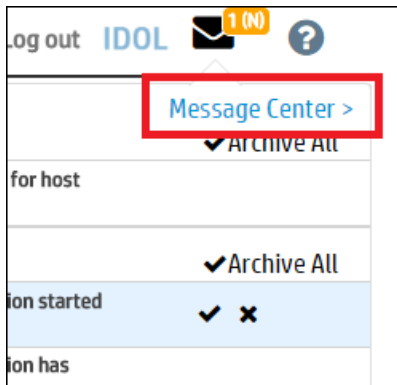 Log out IDOL 1 (N) ?
Message Center >
Archive All
for host
Archive All
ion started
ion has